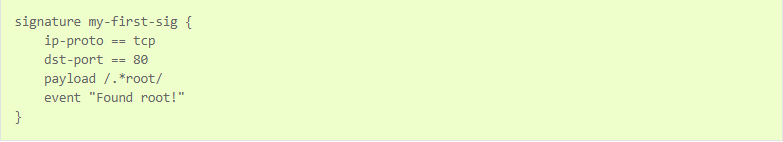 signature my-first-sig {
    ip-proto == tcp
    dst-port == 80
    payload /.*root/
    event "Found root!"
}